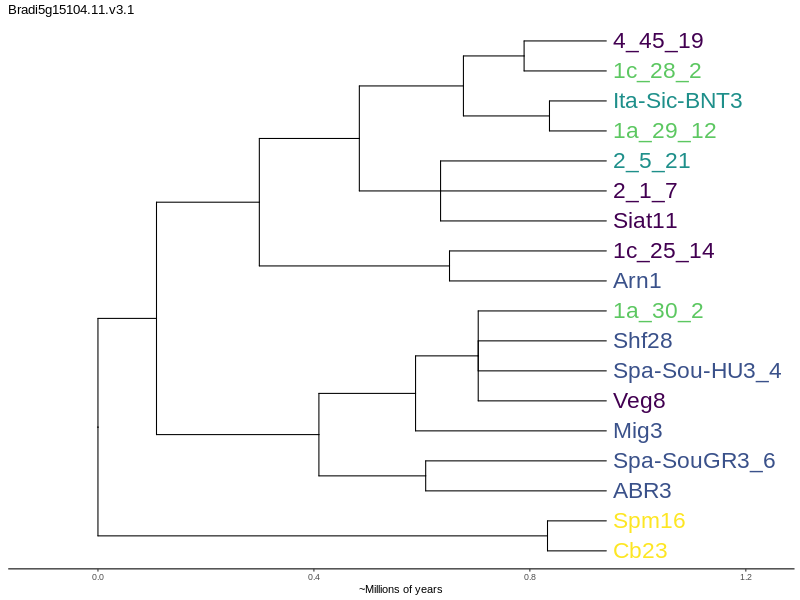 Bradi5g15104.11.v3.1
4_45_19
1c_28_2
Ita-Sic-BNT3
1a_29_12
2_5_21
2_1_7
Siat11
1c_25_14
Arn1
1a_30_2
Shf28
Spa-Sou-HU3_4
Veg8
Mig3
Spa-SouGR3_6
ABR3
Spm16
Cb23
0.0 0.4 0.8 1.2
~Millions of years